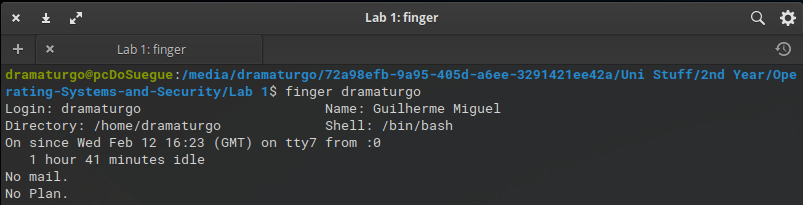 Lab 1: finger
Lab 1: finger
dramaturgo@pcDoSuegue:/media/dramaturgo/72a98efb-9a95-405d-a6ee-3291421ee42a/Uni Stuff/2nd Year/Ope
rating-Systems-and-Security/Lab 1$ finger dramaturgo
Login: dramaturgo                       Name: Guilherme Miguel
Directory: /home/dramaturgo             Shell: /bin/bash
On since Wed Feb 12 16:23 (GMT) on tty7 from :0
   1 hour 41 minutes idle
No mail.
No Plan.